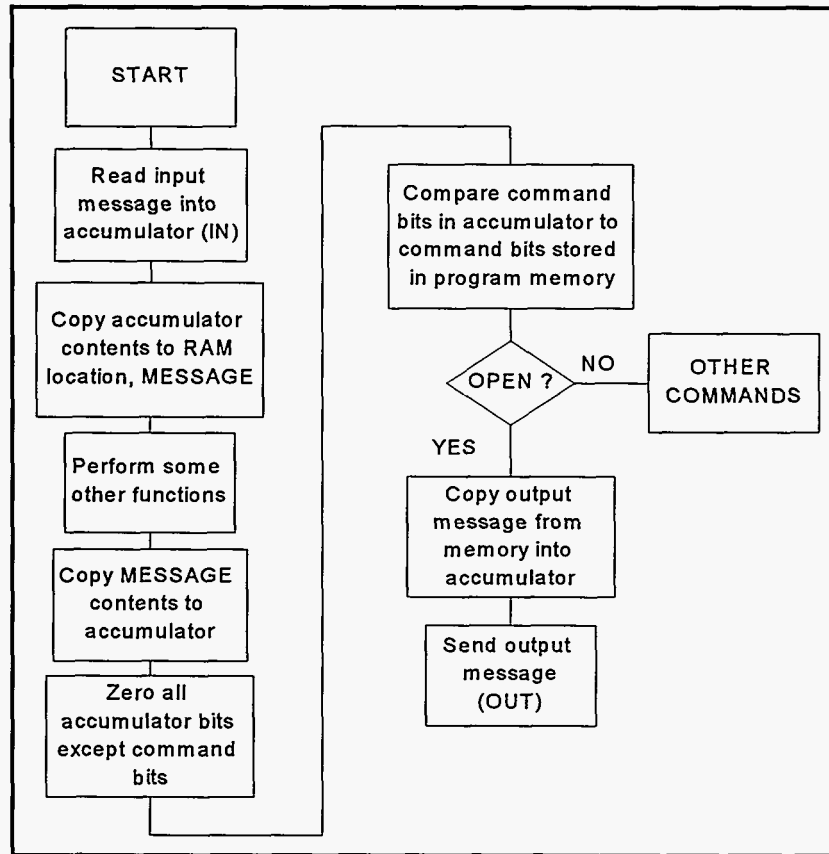 START
Read input
message into
accumulator (IN)
Copy accumulator
contents to RAM
location, MESSAGE
Perform some
other functions
Copy MESSAGE
contents to
accumulator
Zero all
accumulator bits
except command
bits
Compare command
bits in accumulator to
command bits stored
in program memory
OPEN ?
NO
OTHER
COMMANDS
YES
Copy output
message from
memory into
accumulator
Send output
message
(OUT)